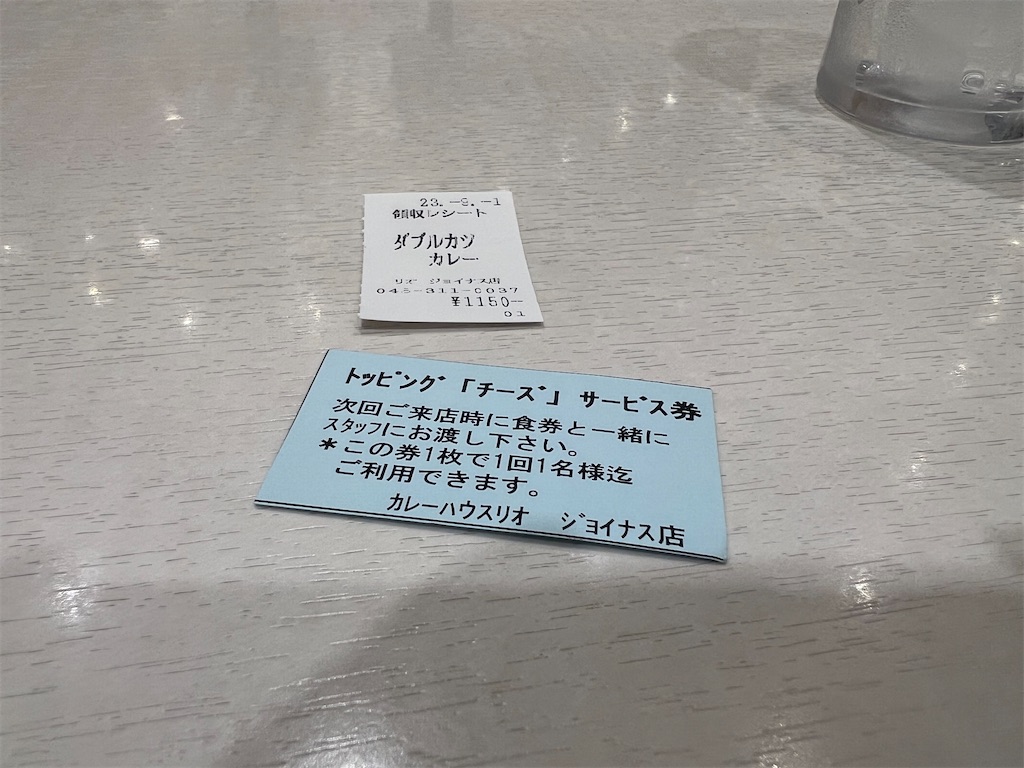 23.-9.-1
領収レシート
ダブルカツ
カレー
リオ ジョイナス店
045-311-0037
¥1150-
01
トッピング「チーズ」サービス券
次回ご来店時に食券と一緒に
スタッフにお渡し下さい。
＊この券1枚で1回1名様迄
ご利用できます。
カレーハウスリオ ジョイナス店